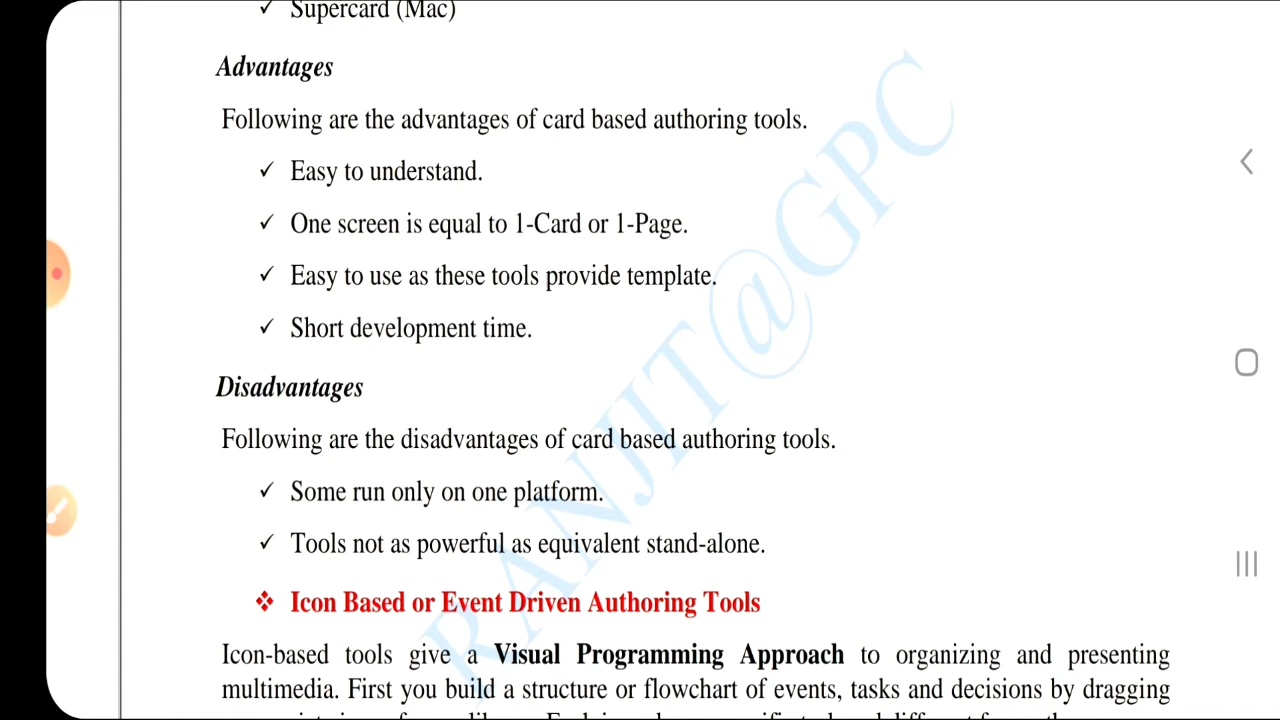 ✓ Supercard (Mac)
Advantages
Following are the advantages of card based authoring tools.
✓ Easy to understand.
✓ One screen is equal to 1-Card or 1-Page.
✓ Easy to use as these tools provide template.
✓ Short development time.
Disadvantages
Following are the disadvantages of card based authoring tools.
✓ Some run only on one platform.
✓ Tools not as powerful as equivalent stand-alone.
❖ Icon Based or Event Driven Authoring Tools
Icon-based tools give a Visual Programming Approach to organizing and presenting
multimedia. First you build a structure or flowchart of events, tasks and decisions by dragging
RANJIT@GPC